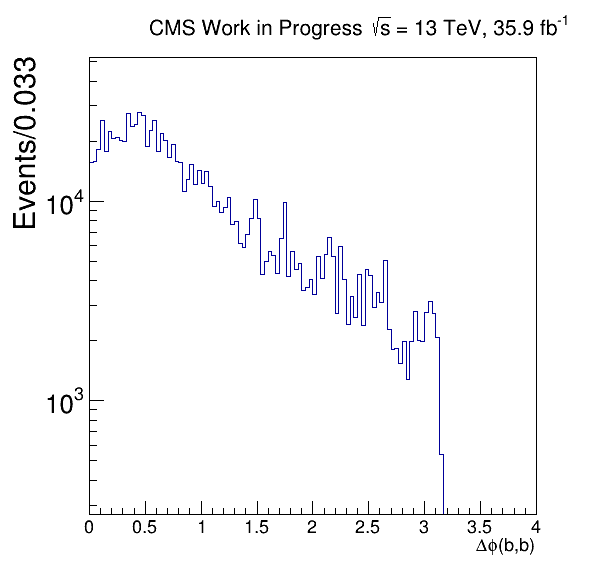 CMS Work in Progress √s = 13 TeV, 35.9 fb⁻¹
Events/0.033
10⁴
10³
0 0.5 1 1.5 2 2.5 3 3.5 4
Δϕ(b,b)